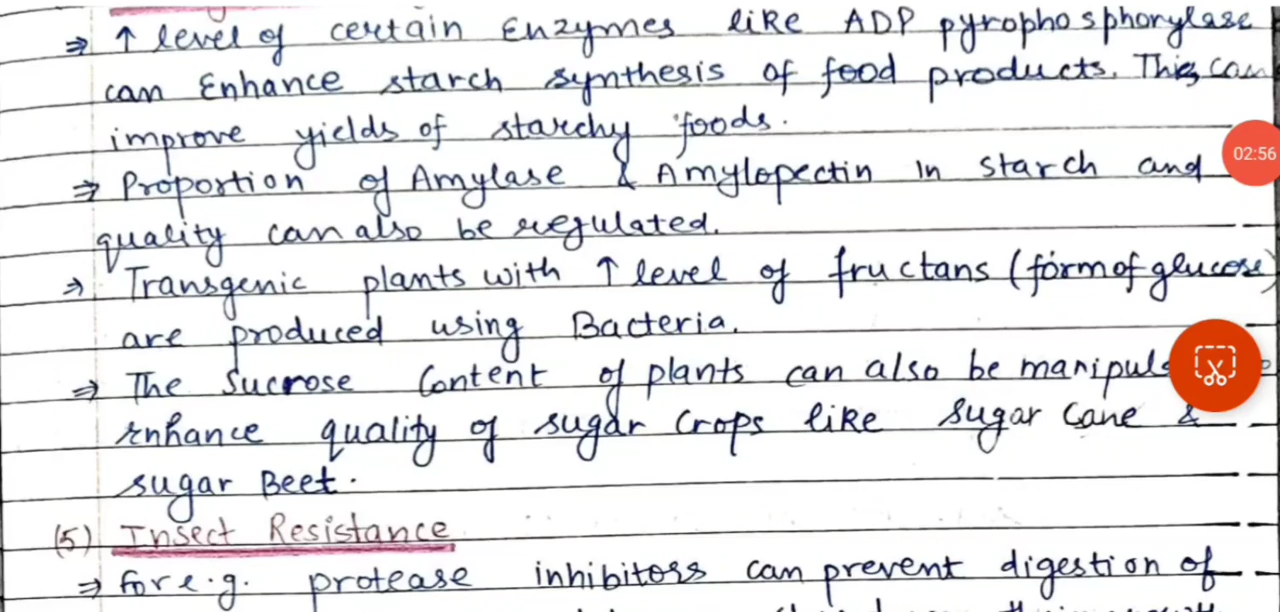 ⇒ ↑ level of certain Enzymes like ADP pyrophosphorylase
can Enhance starch synthesis of food products. This can
improve yields of starchy foods.
02:56
⇒ Proportion of Amylase & Amylopectin in starch and
quality can also be regulated.
⇒ Transgenic plants with ↑ level of fructans (form of glucose)
are produced using Bacteria.
⇒ The Sucrose Content of plants can also be manipul
enhance quality of sugar crops like sugar cane &
sugar Beet.
(5) Insect Resistance
⇒ for e.g. protease inhibitors can prevent digestion of